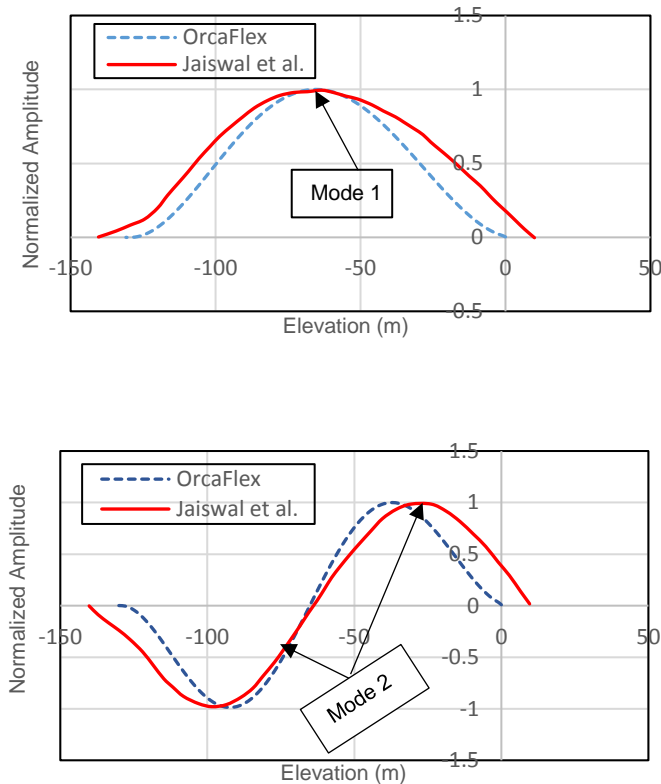 1.5
OrcaFlex
Jaiswal et al.
1
Normalized Amplitude
0.5
Mode 1
0
-150 -100 -50 0 50
-0.5
Elevation (m)
1.5
OrcaFlex
Jaiswal et al.
1
Normalized Amplitude
0.5
0
-150 -100 -50 0 50
-0.5
Mode 2
-1
-1.5
Elevation (m)